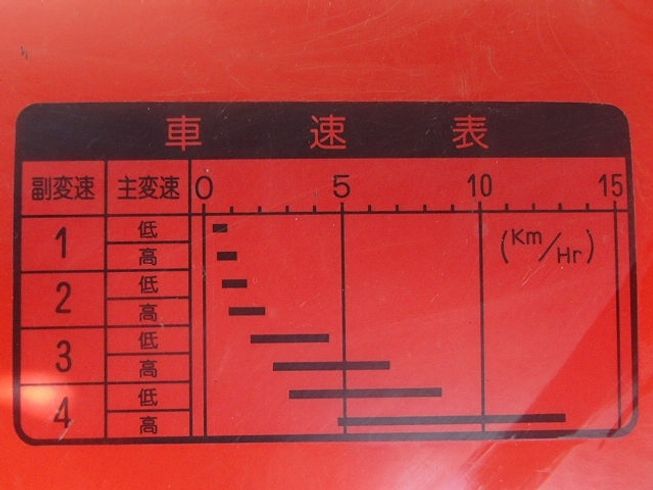 車速表
副変速 主変速 0 5 10 15
1 低
高
(Km/Hr)
2 低
高
3 低
高
4 低
高